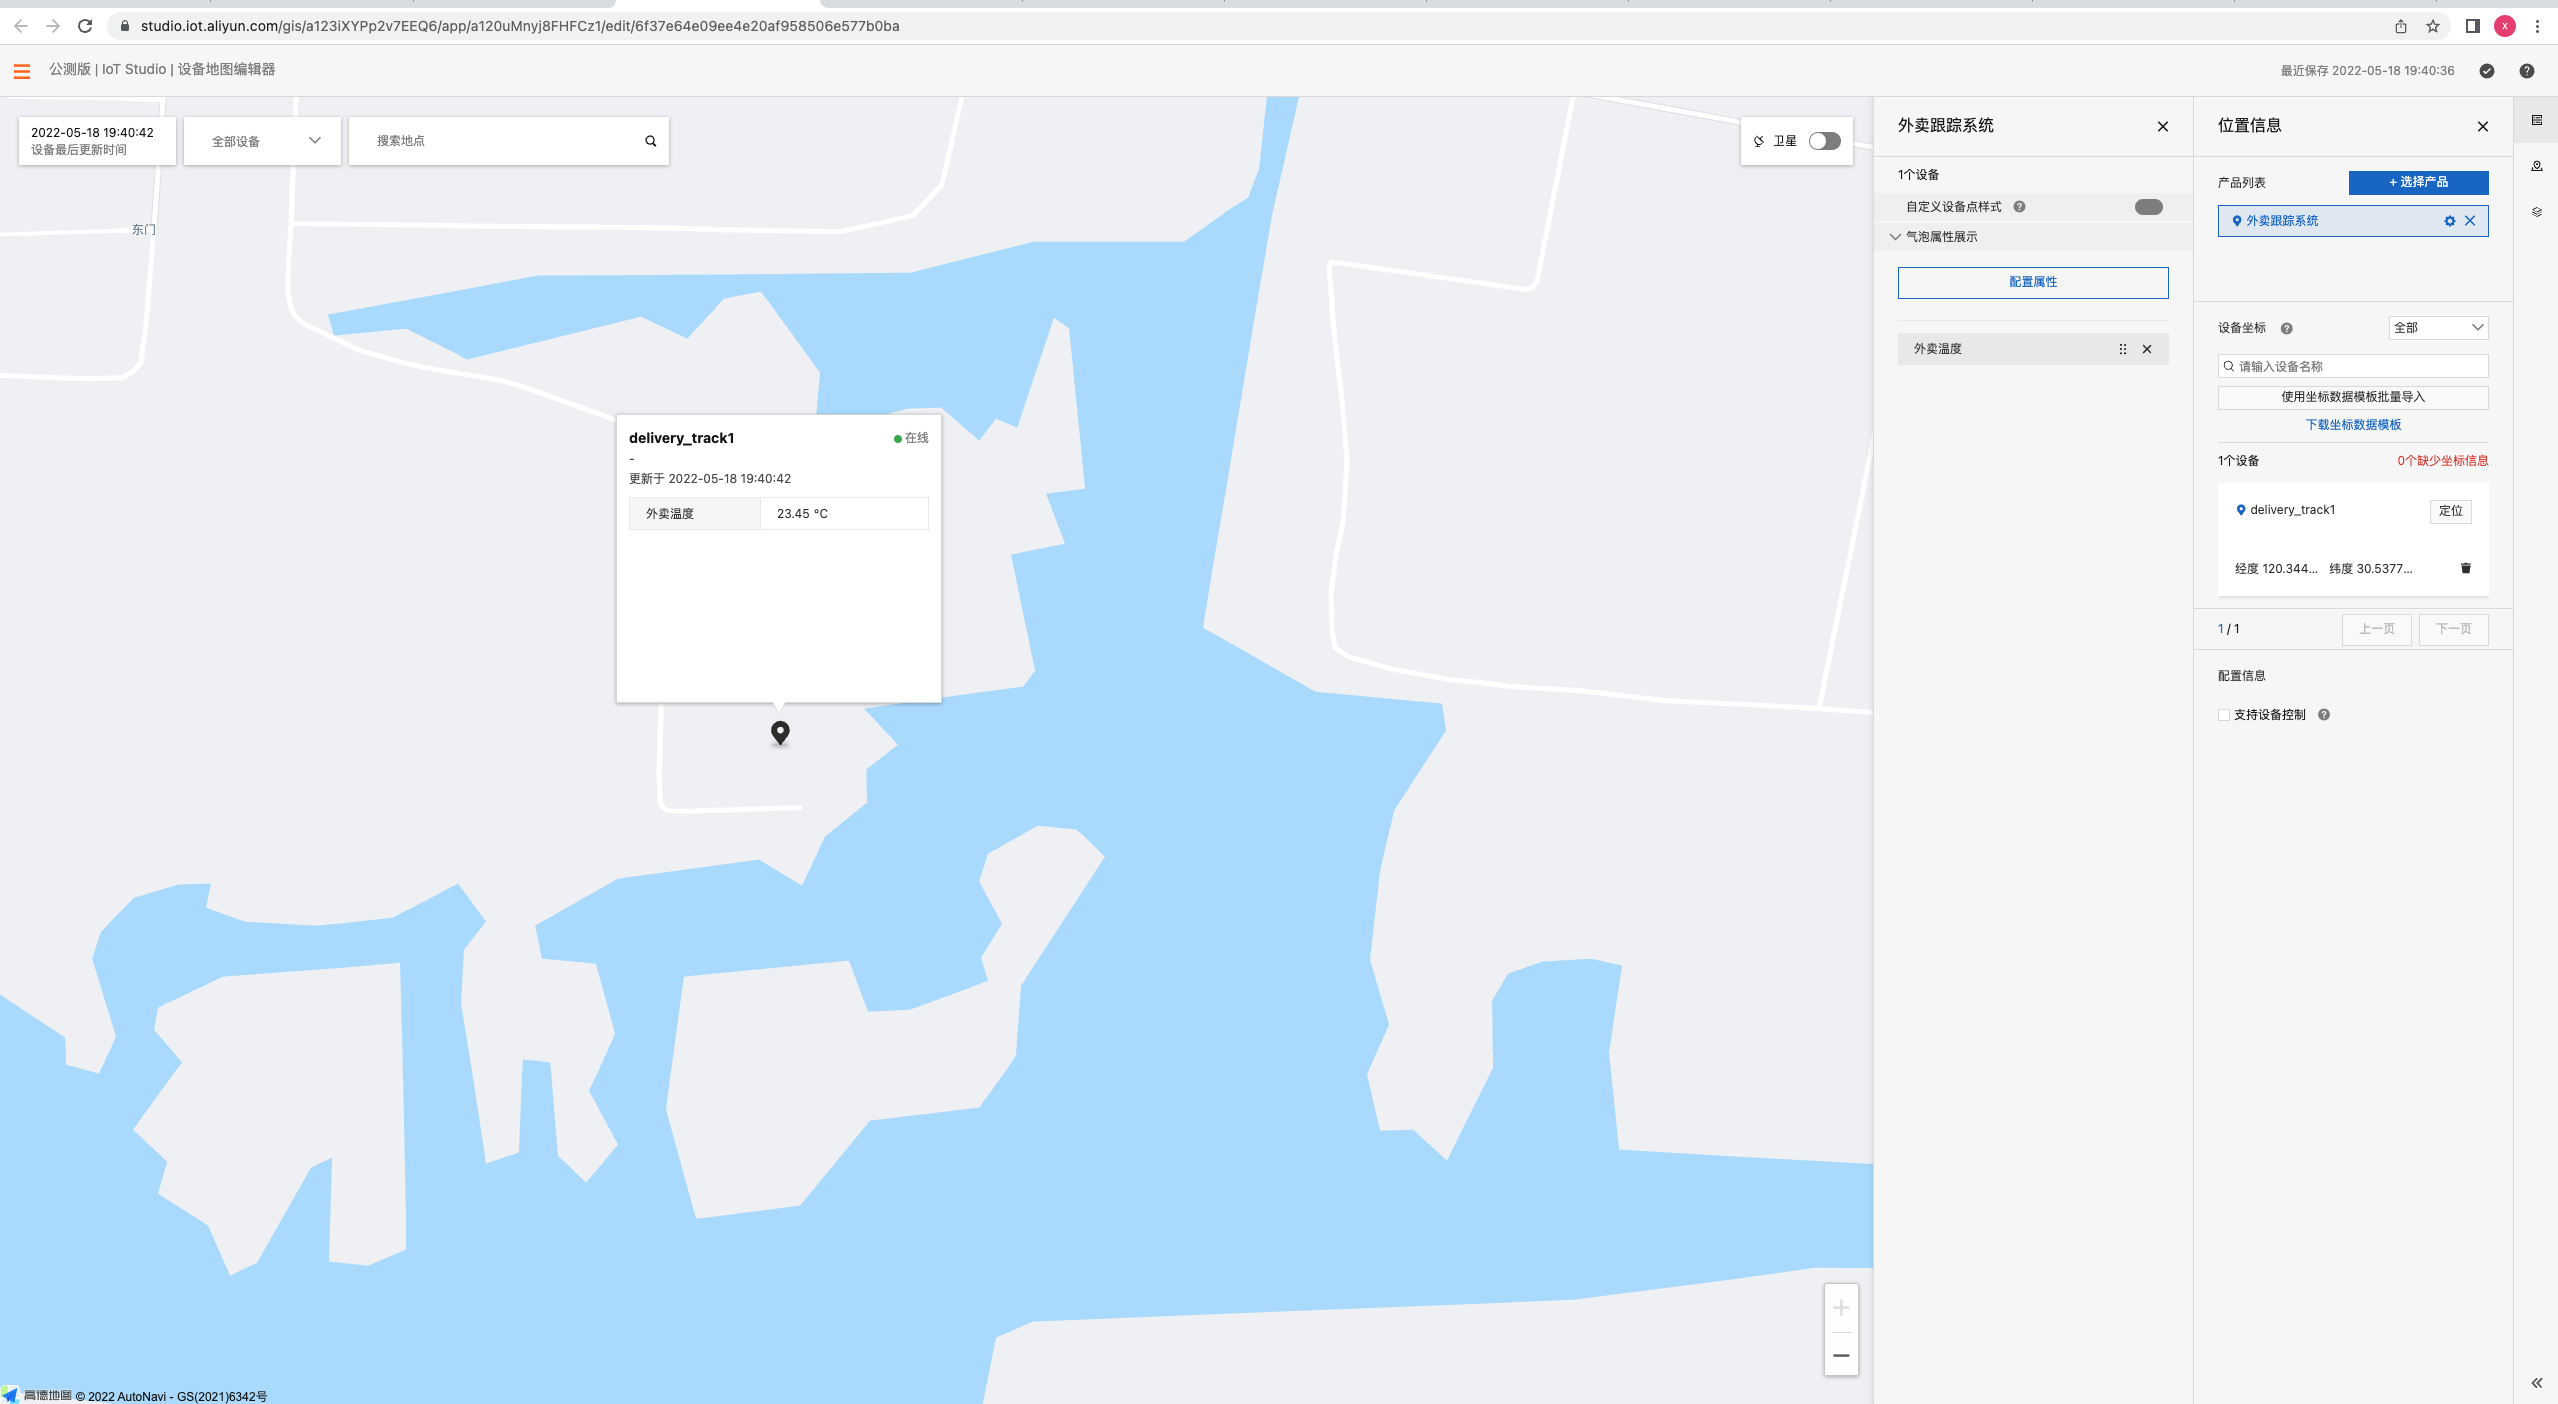 studio.iot.aliyun.com/gis/a123iXYPp2v7EEQ6/app/a120uMnyj8FHFCz1/edit/6f37e64e09ee4e20af958506e577b0ba
X
公测版 | IoT Studio | 设备地图编辑器
最近保存 2022-05-18 19:40:36
2022-05-18 19:40:42
设备最后更新时间
全部设备
搜索地点
卫星
东门
delivery_track1
在线
-
更新于 2022-05-18 19:40:42
外卖温度
23.45 °C
高德地图 © 2022 AutoNavi - GS(2021)6342号
外卖跟踪系统
1个设备
自定义设备点样式
气泡属性展示
配置属性
外卖温度
位置信息
产品列表
+ 选择产品
外卖跟踪系统
设备坐标
全部
请输入设备名称
使用坐标数据模板批量导入
下载坐标数据模板
1个设备
0个缺少坐标信息
delivery_track1
定位
经度 120.344... 纬度 30.5377...
1 / 1
上一页
下一页
配置信息
支持设备控制